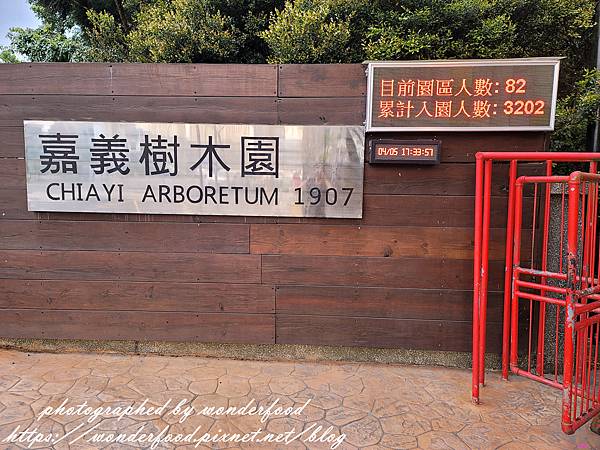 嘉義樹木園
CHIAYI ARBORETUM 1907
目前園區人數: 82
累計入園人數: 3202
04/05 17:33:57
photographed by wonderfood
https://wonderfood.pixnet.net/blog